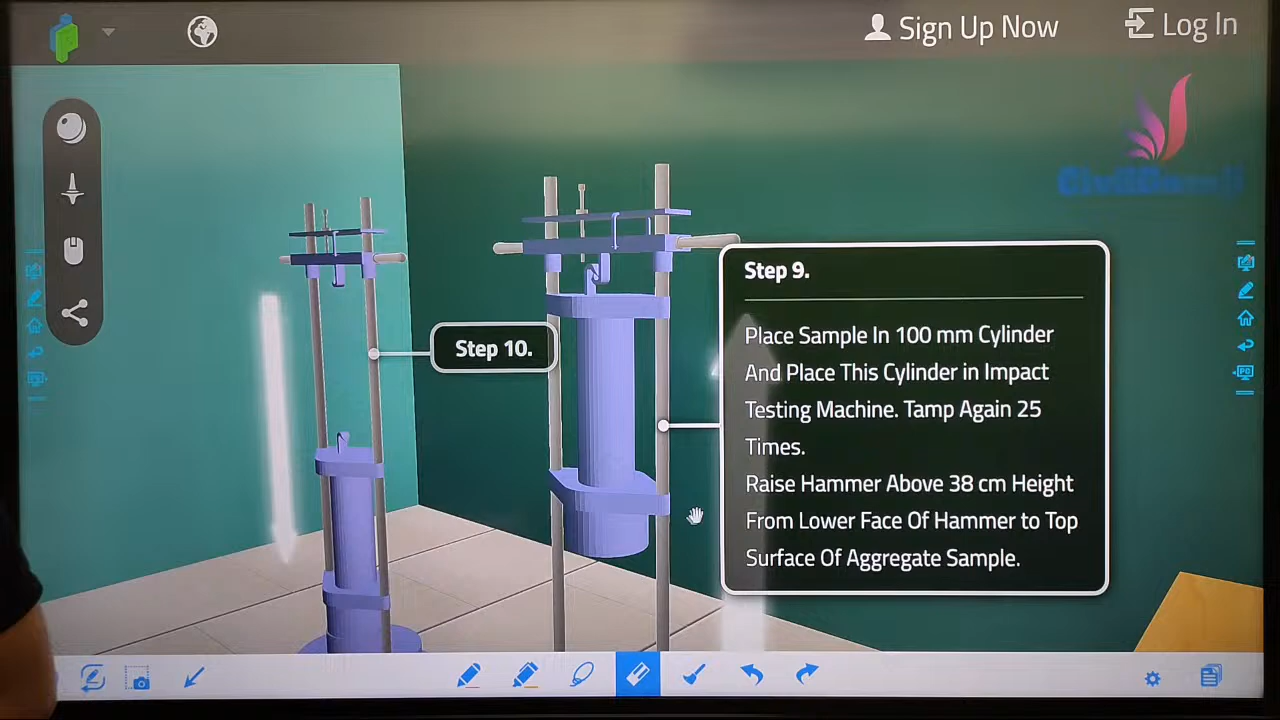 Sign Up Now
Log In
Step 9.
Place Sample In 100 mm Cylinder
And Place This Cylinder in Impact
Testing Machine. Tamp Again 25
Times.
Raise Hammer Above 38 cm Height
From Lower Face Of Hammer to Top
Surface Of Aggregate Sample.
Step 10.